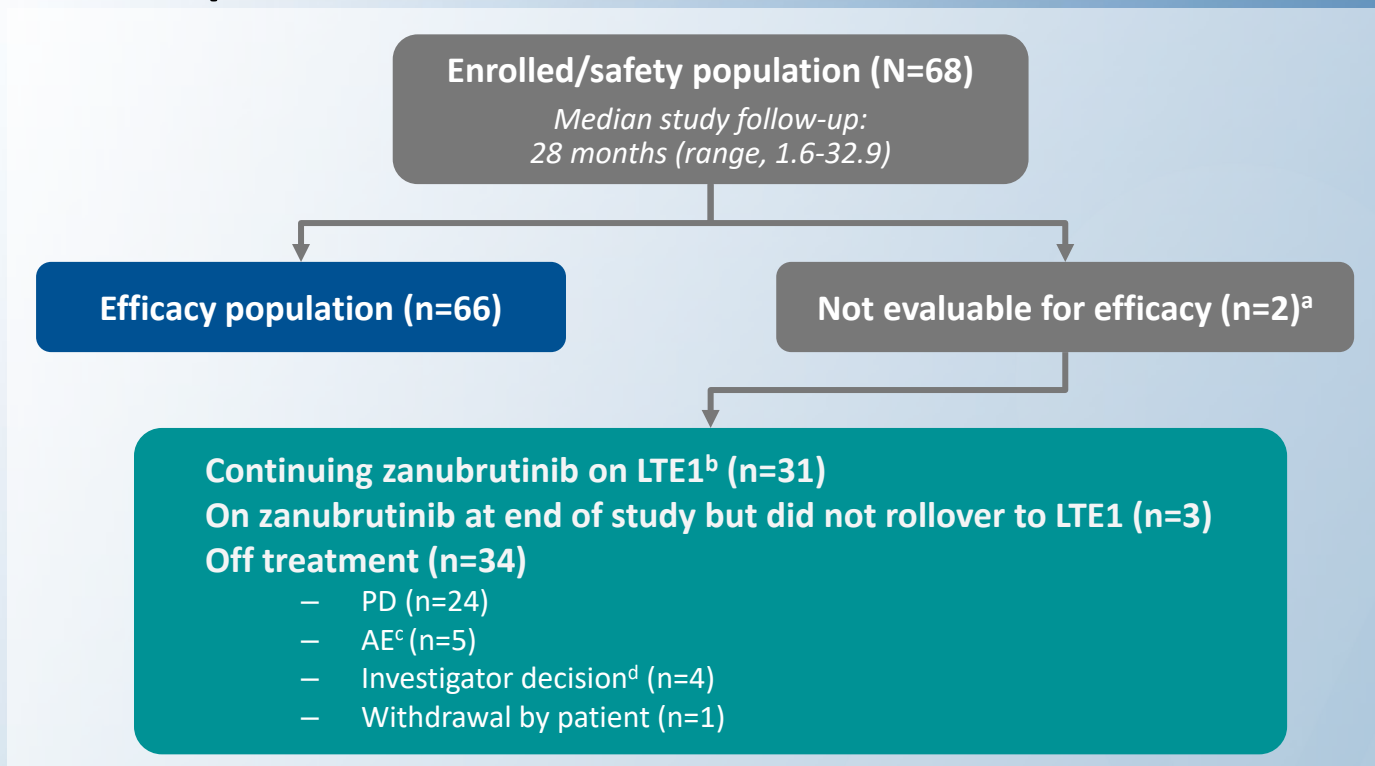 Enrolled/safety population (N=68)
Median study follow-up:
28 months (range, 1.6-32.9)
Efficacy population (n=66)
Not evaluable for efficacy (n=2)ᵃ
Continuing zanubrutinib on LTE1ᵇ (n=31)
On zanubrutinib at end of study but did not rollover to LTE1 (n=3)
Off treatment (n=34)
– PD (n=24)
– AEᶜ (n=5)
– Investigator decisionᵈ (n=4)
– Withdrawal by patient (n=1)